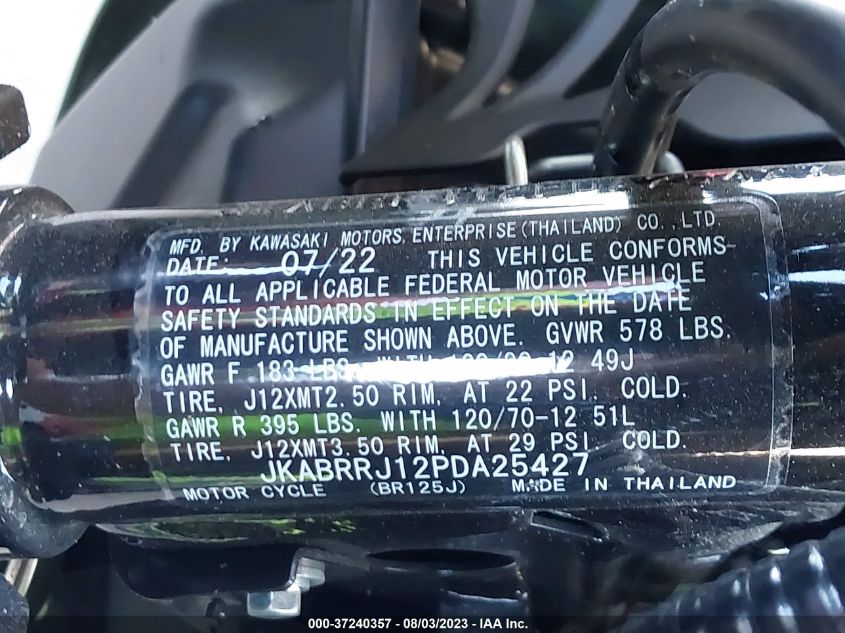 MFD. BY KAWASAKI MOTORS ENTERPRISE (THAILAND) CO.,LTD
DATE: 07/22 THIS VEHICLE CONFORMS
TO ALL APPLICABLE FEDERAL MOTOR VEHICLE
SAFETY STANDARDS IN EFFECT ON THE DATE
OF MANUFACTURE SHOWN ABOVE. GVWR 578 LBS.
GAWR F 183 LBS. WITH 12 49J
TIRE, J12XMT2.50 RIM, AT 22 PSI. COLD.
GAWR R 395 LBS. WITH 120/70-12 51L
TIRE, J12XMT3.50 RIM, AT 29 PSI COLD.
JKABRRJ12PDA25427
MOTOR CYCLE (BR125J) MADE IN THAILAND
000-37240357 - 08/03/2023 - IAA Inc.